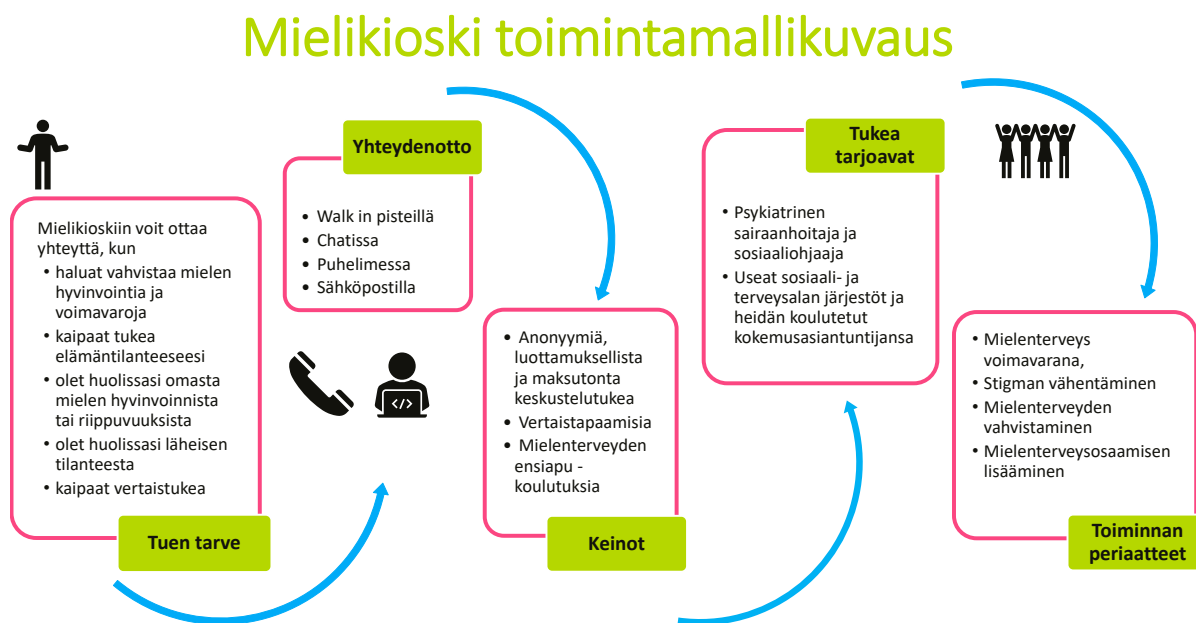 Mielikioski toimintamallikuvaus
Mielikioskiin voit ottaa
yhteyttä, kun
• haluat vahvistaa mielen
hyvinvointia ja
voimavaroja
• kaipaat tukea
elämäntilanteeseesi
• olet huolissasi omasta
mielen hyvinvoinnista
tai riippuvuuksista
• olet huolissasi läheisen
tilanteesta
• kaipaat vertaistukea
Tuen tarve
Yhteydenotto
• Walk in pisteillä
• Chatissa
• Puhelimessa
• Sähköpostilla
• Anonyymiä,
luottamuksellista
ja maksutonta
keskustelutukea
• Vertaistapaamisia
• Mielenterveyden
ensiapu -
koulutuksia
Keinot
Tukea
tarjoavat
• Psykiatrinen
sairaanhoitaja ja
sosiaaliohjaaja
• Useat sosiaali- ja
terveysalan järjestöt ja
heidän koulutetut
kokemusasiantuntijansa
• Mielenterveys
voimavarana,
• Stigman vähentäminen
• Mielenterveyden
vahvistaminen
• Mielenterveysosaamisen
lisääminen
Toiminnan
periaatteet